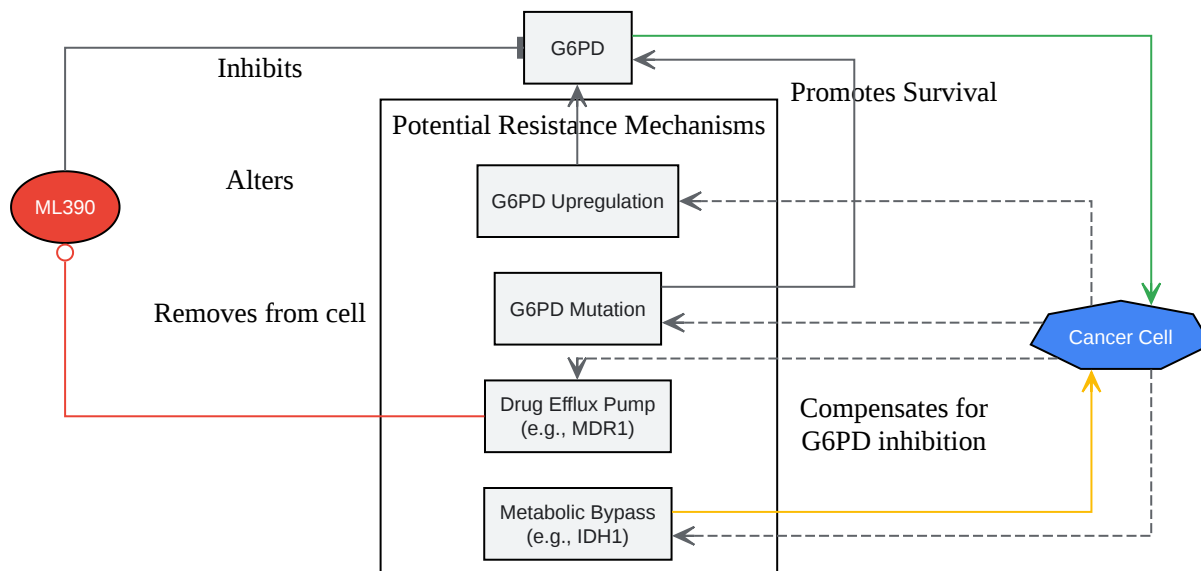 G6PD
Inhibits
Promotes Survival
Potential Resistance Mechanisms
Alters
G6PD Upregulation
ML390
Removes from cell
G6PD Mutation
Cancer Cell
Drug Efflux Pump
(e.g., MDR1)
Compensates for
G6PD inhibition
Metabolic Bypass
(e.g., IDH1)